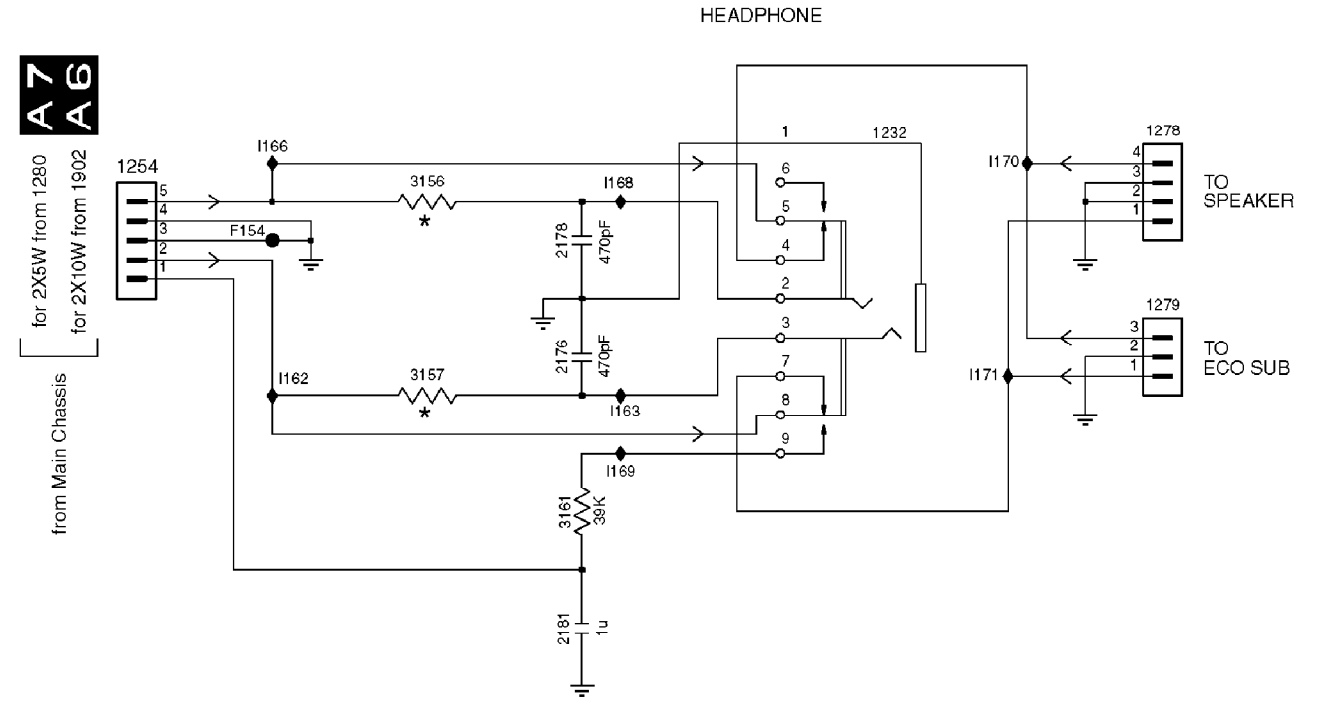 HEADPHONE
A7
A6
for 2X5W from 1280
for 2X10W from 1902
from Main Chassis
1254
5
4
3
2
1
I166
F154
I162
3156
*
3157
*
I168
2178
470pF
2176
470pF
I163
I169
3161
39K
2181
1u
1
1232
6
5
4
2
3
7
8
9
I170
I171
1278
4
3
2
1
TO
SPEAKER
1279
3
2
1
TO
ECO SUB